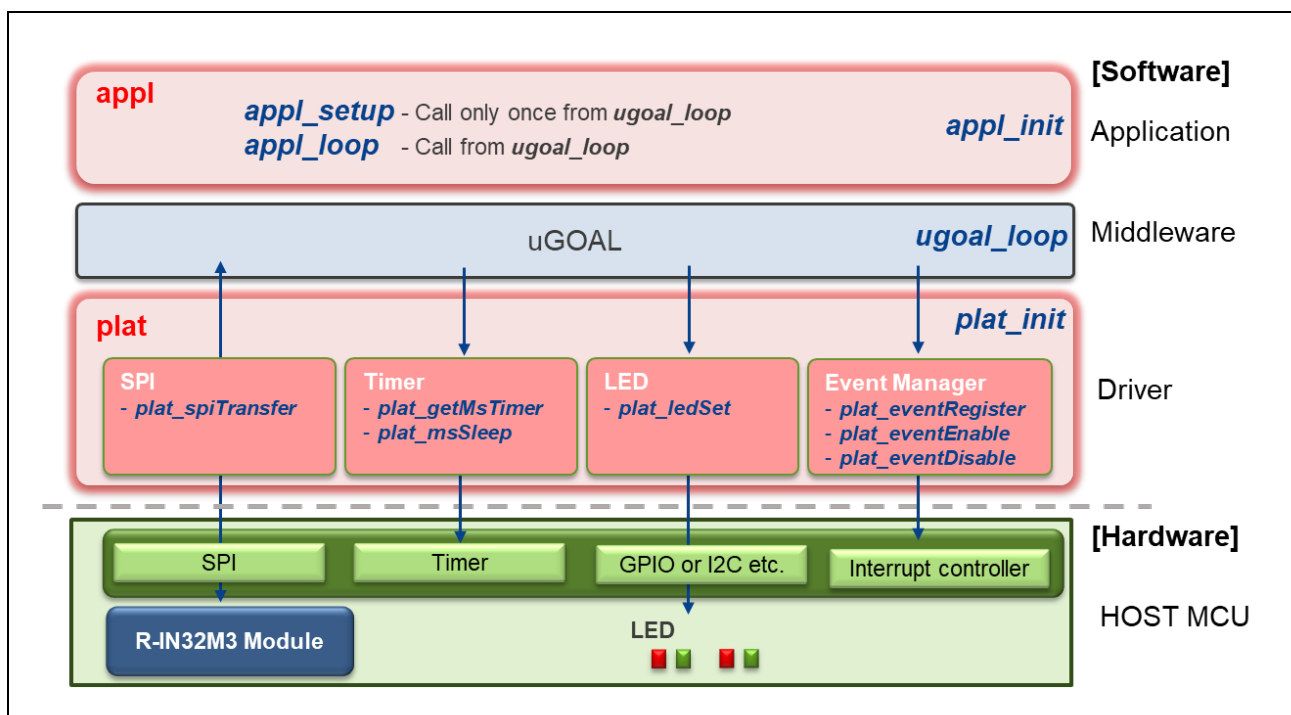 [Software]
appl
appl_setup - Call only once from ugoal_loop
appl_loop - Call from ugoal_loop
appl_init
Application
uGOAL
ugoal_loop
Middleware
plat
plat_init
SPI
- plat_spiTransfer
Timer
- plat_getMsTimer
- plat_msSleep
LED
- plat_ledSet
Event Manager
- plat_eventRegister
- plat_eventEnable
- plat_eventDisable
Driver
[Hardware]
SPI
Timer
GPIO or I2C etc.
Interrupt controller
R-IN32M3 Module
LED
HOST MCU